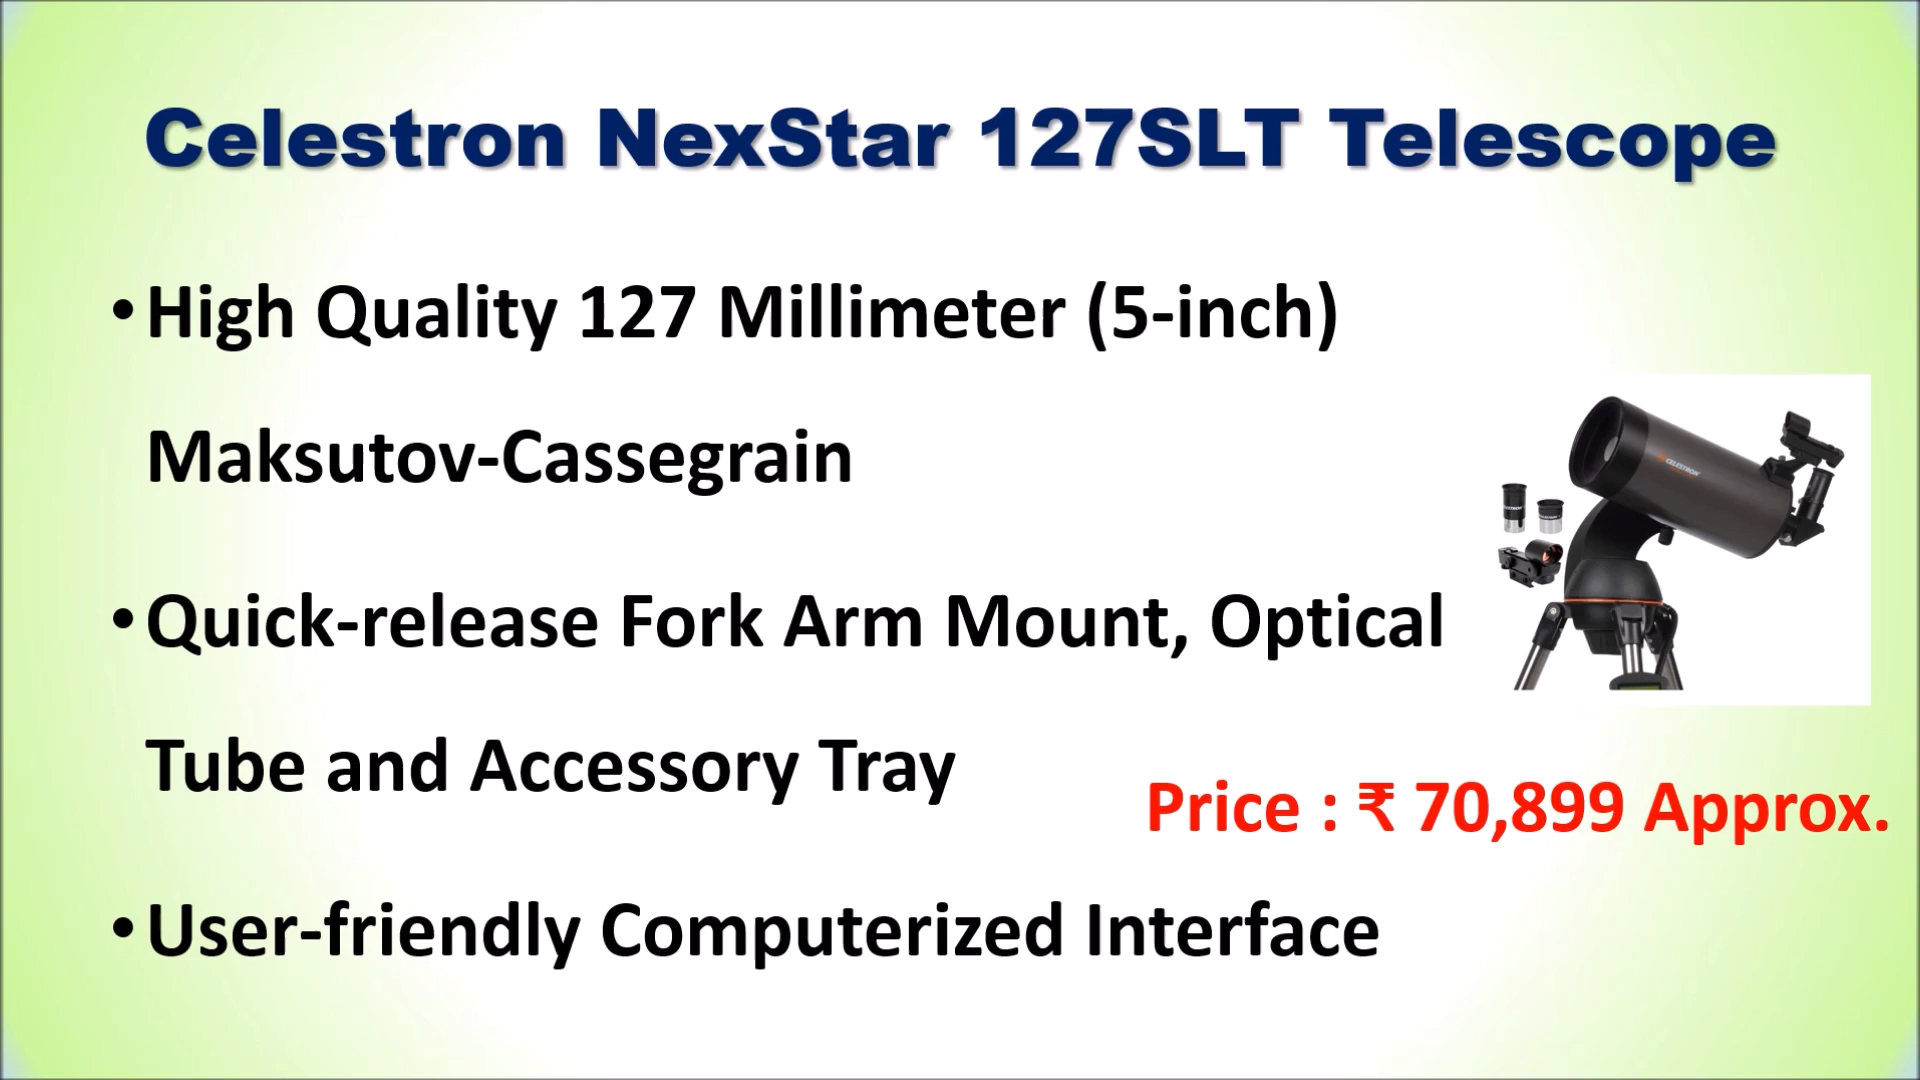 Celestron NexStar 127SLT Telescope
•High Quality 127 Millimeter (5-inch)
Maksutov-Cassegrain
•Quick-release Fork Arm Mount, Optical
Tube and Accessory Tray
•User-friendly Computerized Interface
CELESTRON
Price : ₹ 70,899 Approx.